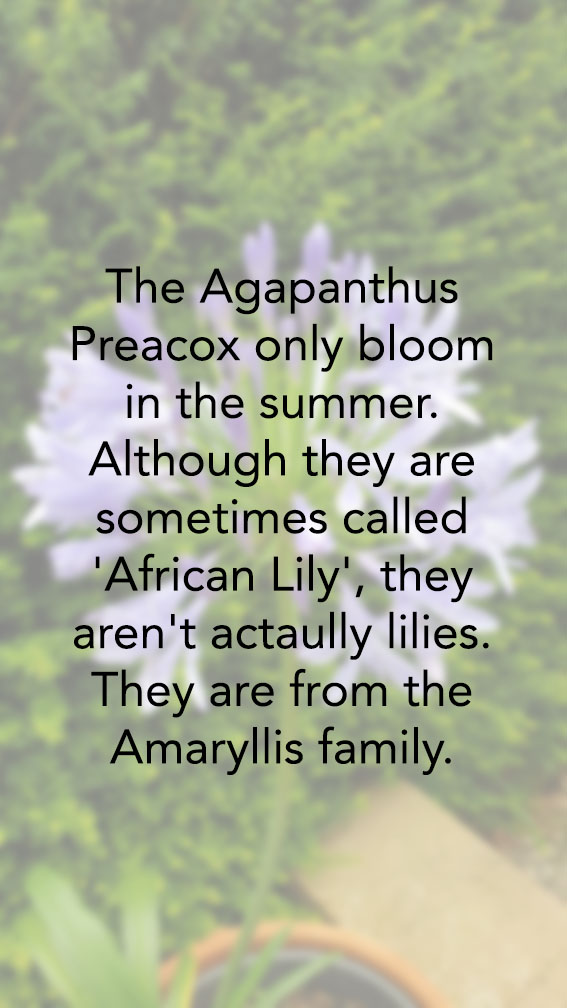 The Agapanthus
Preacox only bloom
in the summer.
Although they are
sometimes called
'African Lily', they
aren't actaully lilies.
They are from the
Amaryllis family.